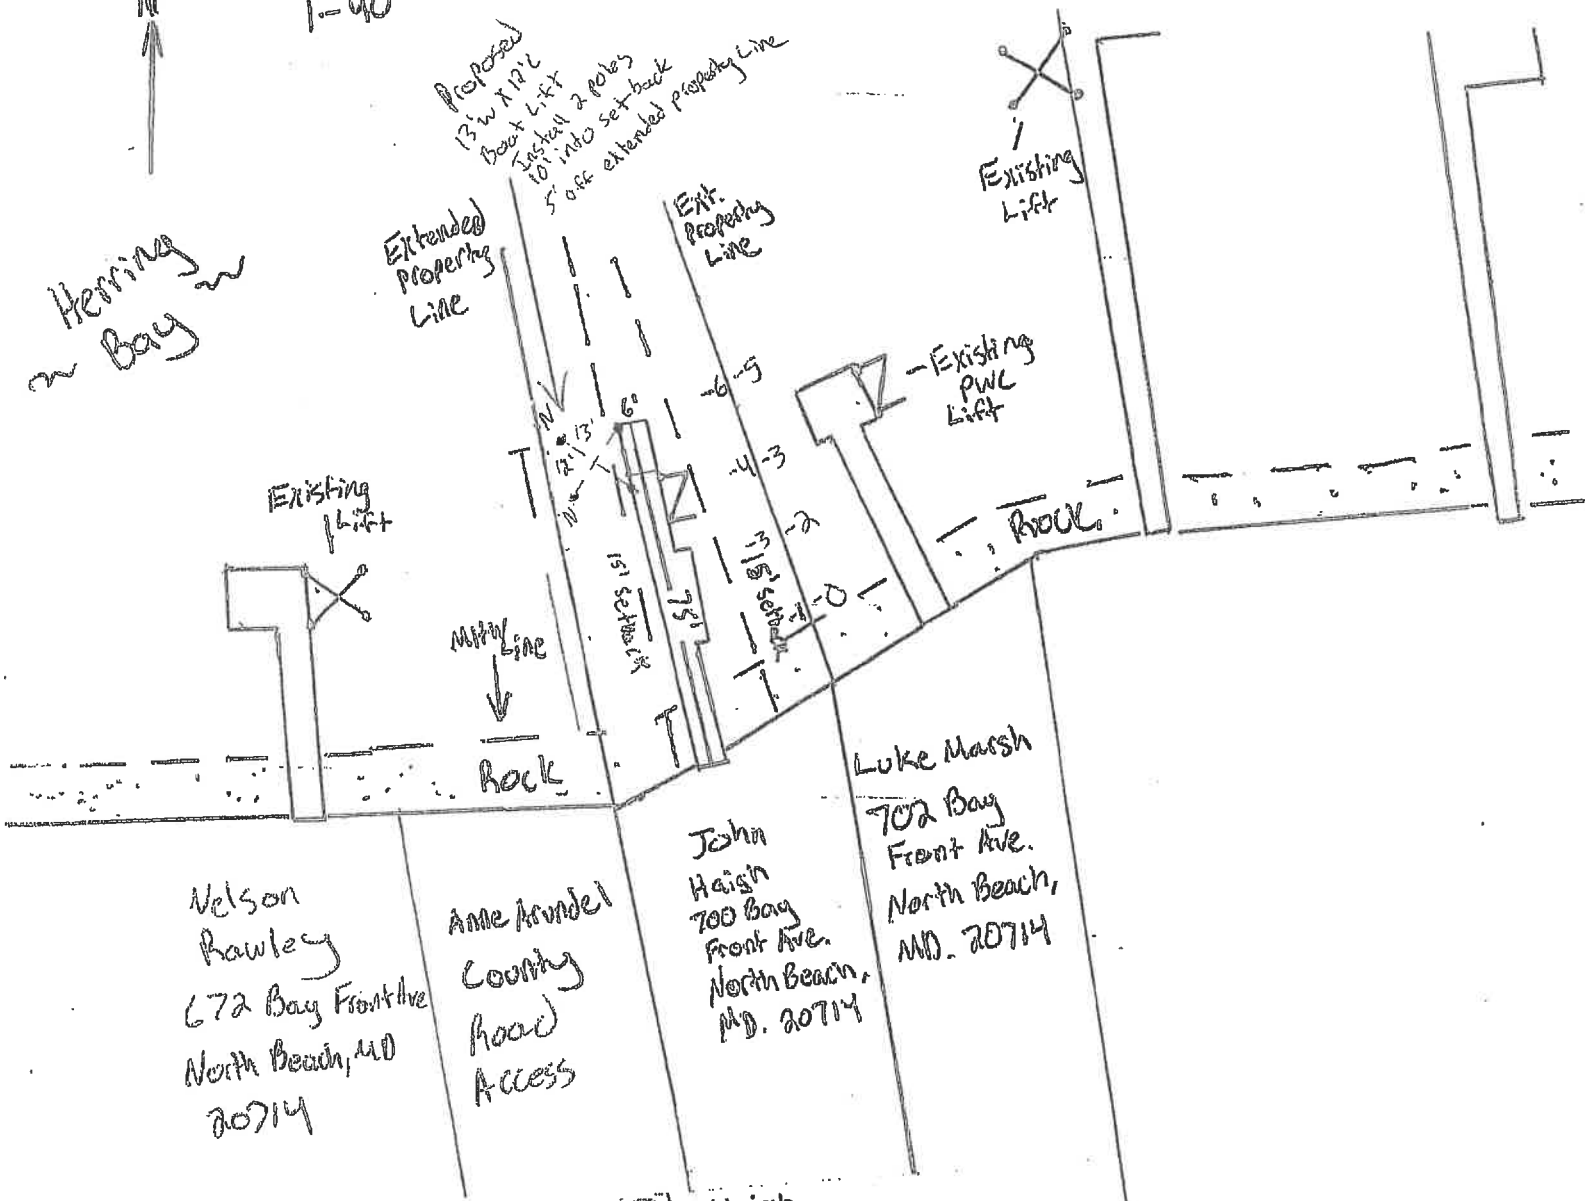 N
1"=40'
Proposed
13'W X 12'L
Boat Lift
Install 2 poles
10' into set-back
5' off extended property Line
Existing
Lift
Ext.
Property
Line
Extended
Property
Line
Herring
Bay
Existing
PWC
Lift
-6 -5
6'
13'
12'
-4 -3
Existing
Lift
Rock
-3 -2
15' setback
15' setback
75'
-0
MHW
Line
Rock
Luke Marsh
702 Bay
Front Ave.
North Beach,
MD. 20714
John
Haigh
700 Bay
Front Ave.
North Beach,
MD. 20714
Anne Arundel
County
Road
Access
Nelson
Rawley
672 Bay Front Ave
North Beach, MD
20714